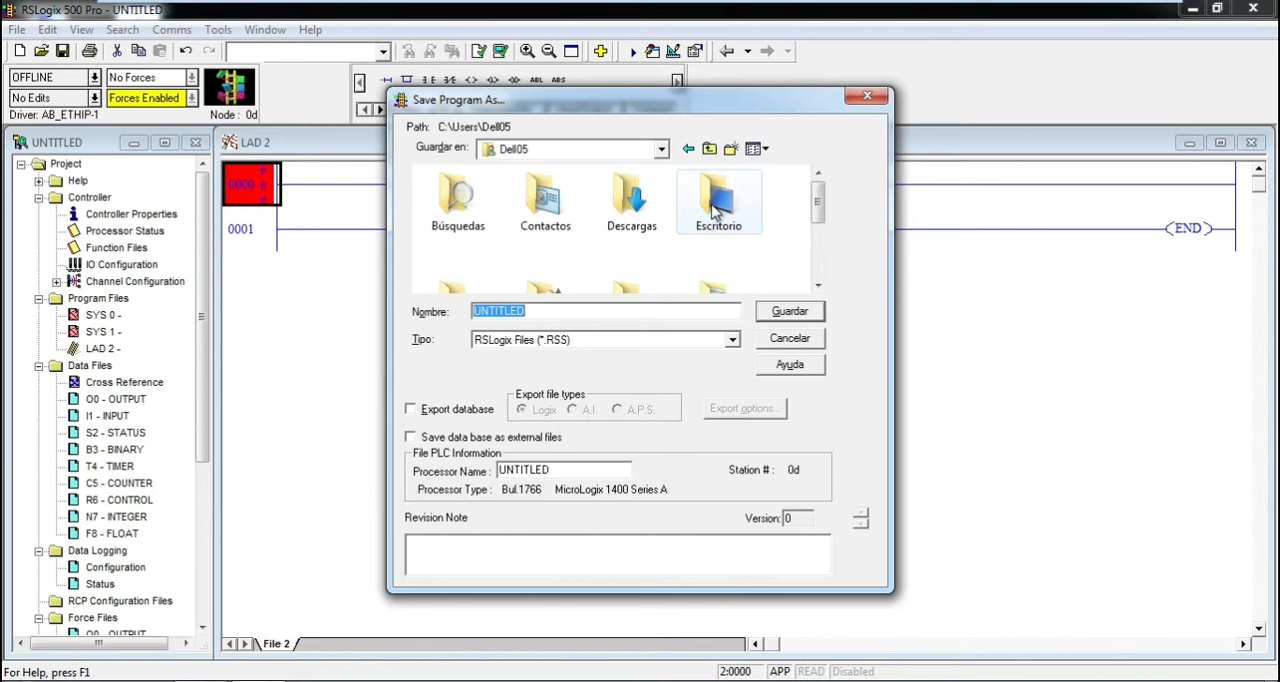 RSLogix 500 Pro - UNTITLED
File Edit View Search Comms Tools Window Help
OFFLINE No Forces
No Edits Forces Enabled
Driver: AB_ETHIP-1 Node : 0d
UNTITLED
Project
Help
Controller
Controller Properties
Processor Status
Function Files
IO Configuration
Channel Configuration
Program Files
SYS 0 -
SYS 1 -
LAD 2 -
Data Files
Cross Reference
O0 - OUTPUT
I1 - INPUT
S2 - STATUS
B3 - BINARY
T4 - TIMER
C5 - COUNTER
R6 - CONTROL
N7 - INTEGER
F8 - FLOAT
Data Logging
Configuration
Status
RCP Configuration Files
Force Files
O0 - OUTPUT
LAD 2
0000 e e
0001
END
File 2
Save Program As...
Path: C:\Users\Dell05
Guardar en: Dell05
Búsquedas Contactos Descargas Escritorio
Nombre: UNTITLED Guardar
Tipo: RSLogix Files (*.RSS) Cancelar
Ayuda
Export database Export file types Logix A.I. A.P.S. Export options...
Save data base as external files
File PLC Information
Processor Name : UNTITLED Station # : 0d
Processor Type : Bul.1766 MicroLogix 1400 Series A
Revision Note Version: 0
For Help, press F1 2:0000 APP READ Disabled